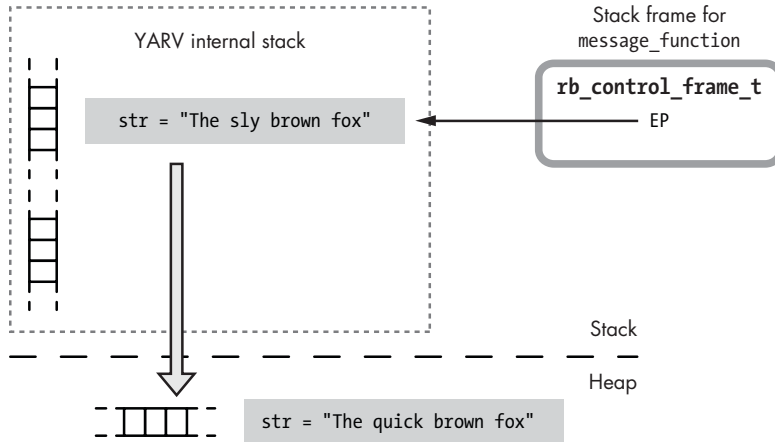 Stack frame for
message_function
YARV internal stack
rb_control_frame_t
str = "The sly brown fox"
EP
Stack
Heap
str = "The quick brown fox"